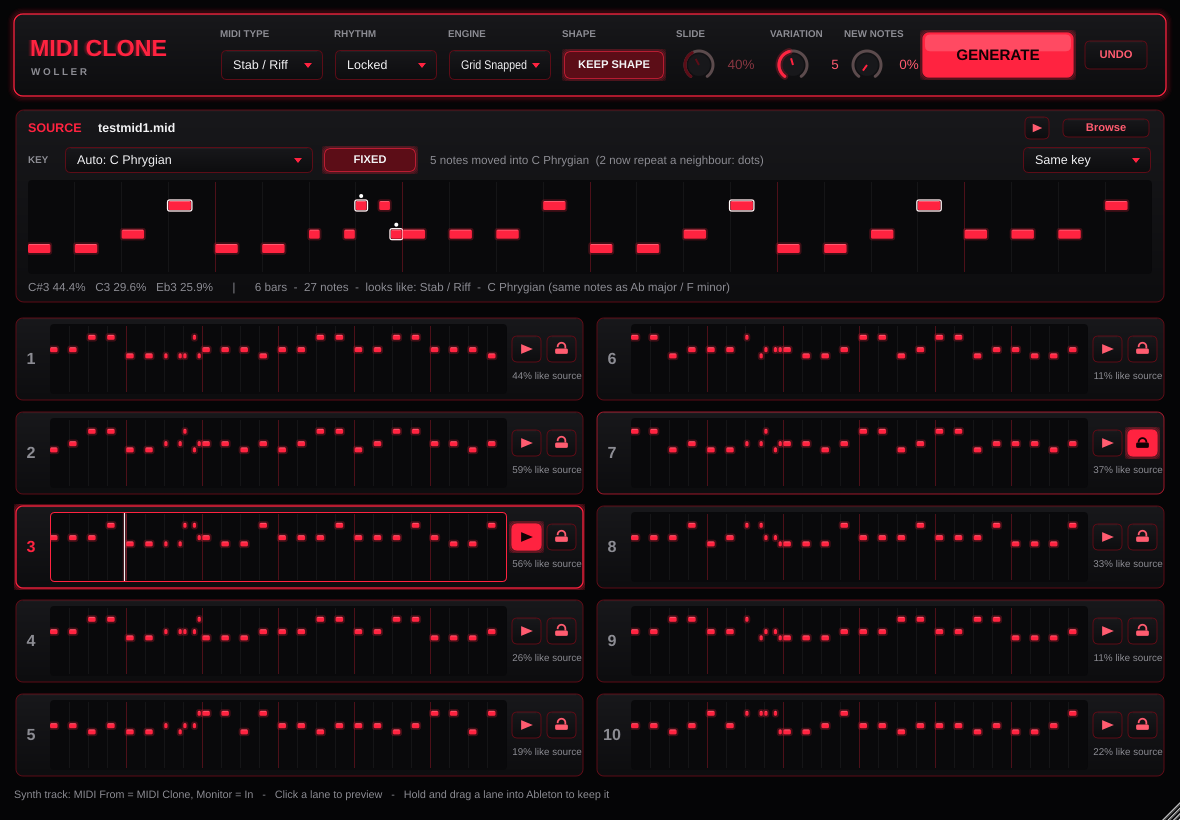 MIDI CLONE
WOLLER
MIDI TYPE RHYTHM ENGINE SHAPE SLIDE VARIATION NEW NOTES
Stab / Riff Locked Grid Snapped KEEP SHAPE 40% 5 0% GENERATE UNDO
SOURCE testmid1.mid Browse
KEY Auto: C Phrygian FIXED 5 notes moved into C Phrygian (2 now repeat a neighbour: dots) Same key
C#3 44.4% C3 29.6% Eb3 25.9% | 6 bars - 27 notes - looks like: Stab / Riff - C Phrygian (same notes as Ab major / F minor)
1 44% like source
6 11% like source
2 59% like source
7 37% like source
3 56% like source
8 33% like source
4 26% like source
9 11% like source
5 19% like source
10 22% like source
Synth track: MIDI From = MIDI Clone, Monitor = In - Click a lane to preview - Hold and drag a lane into Ableton to keep it